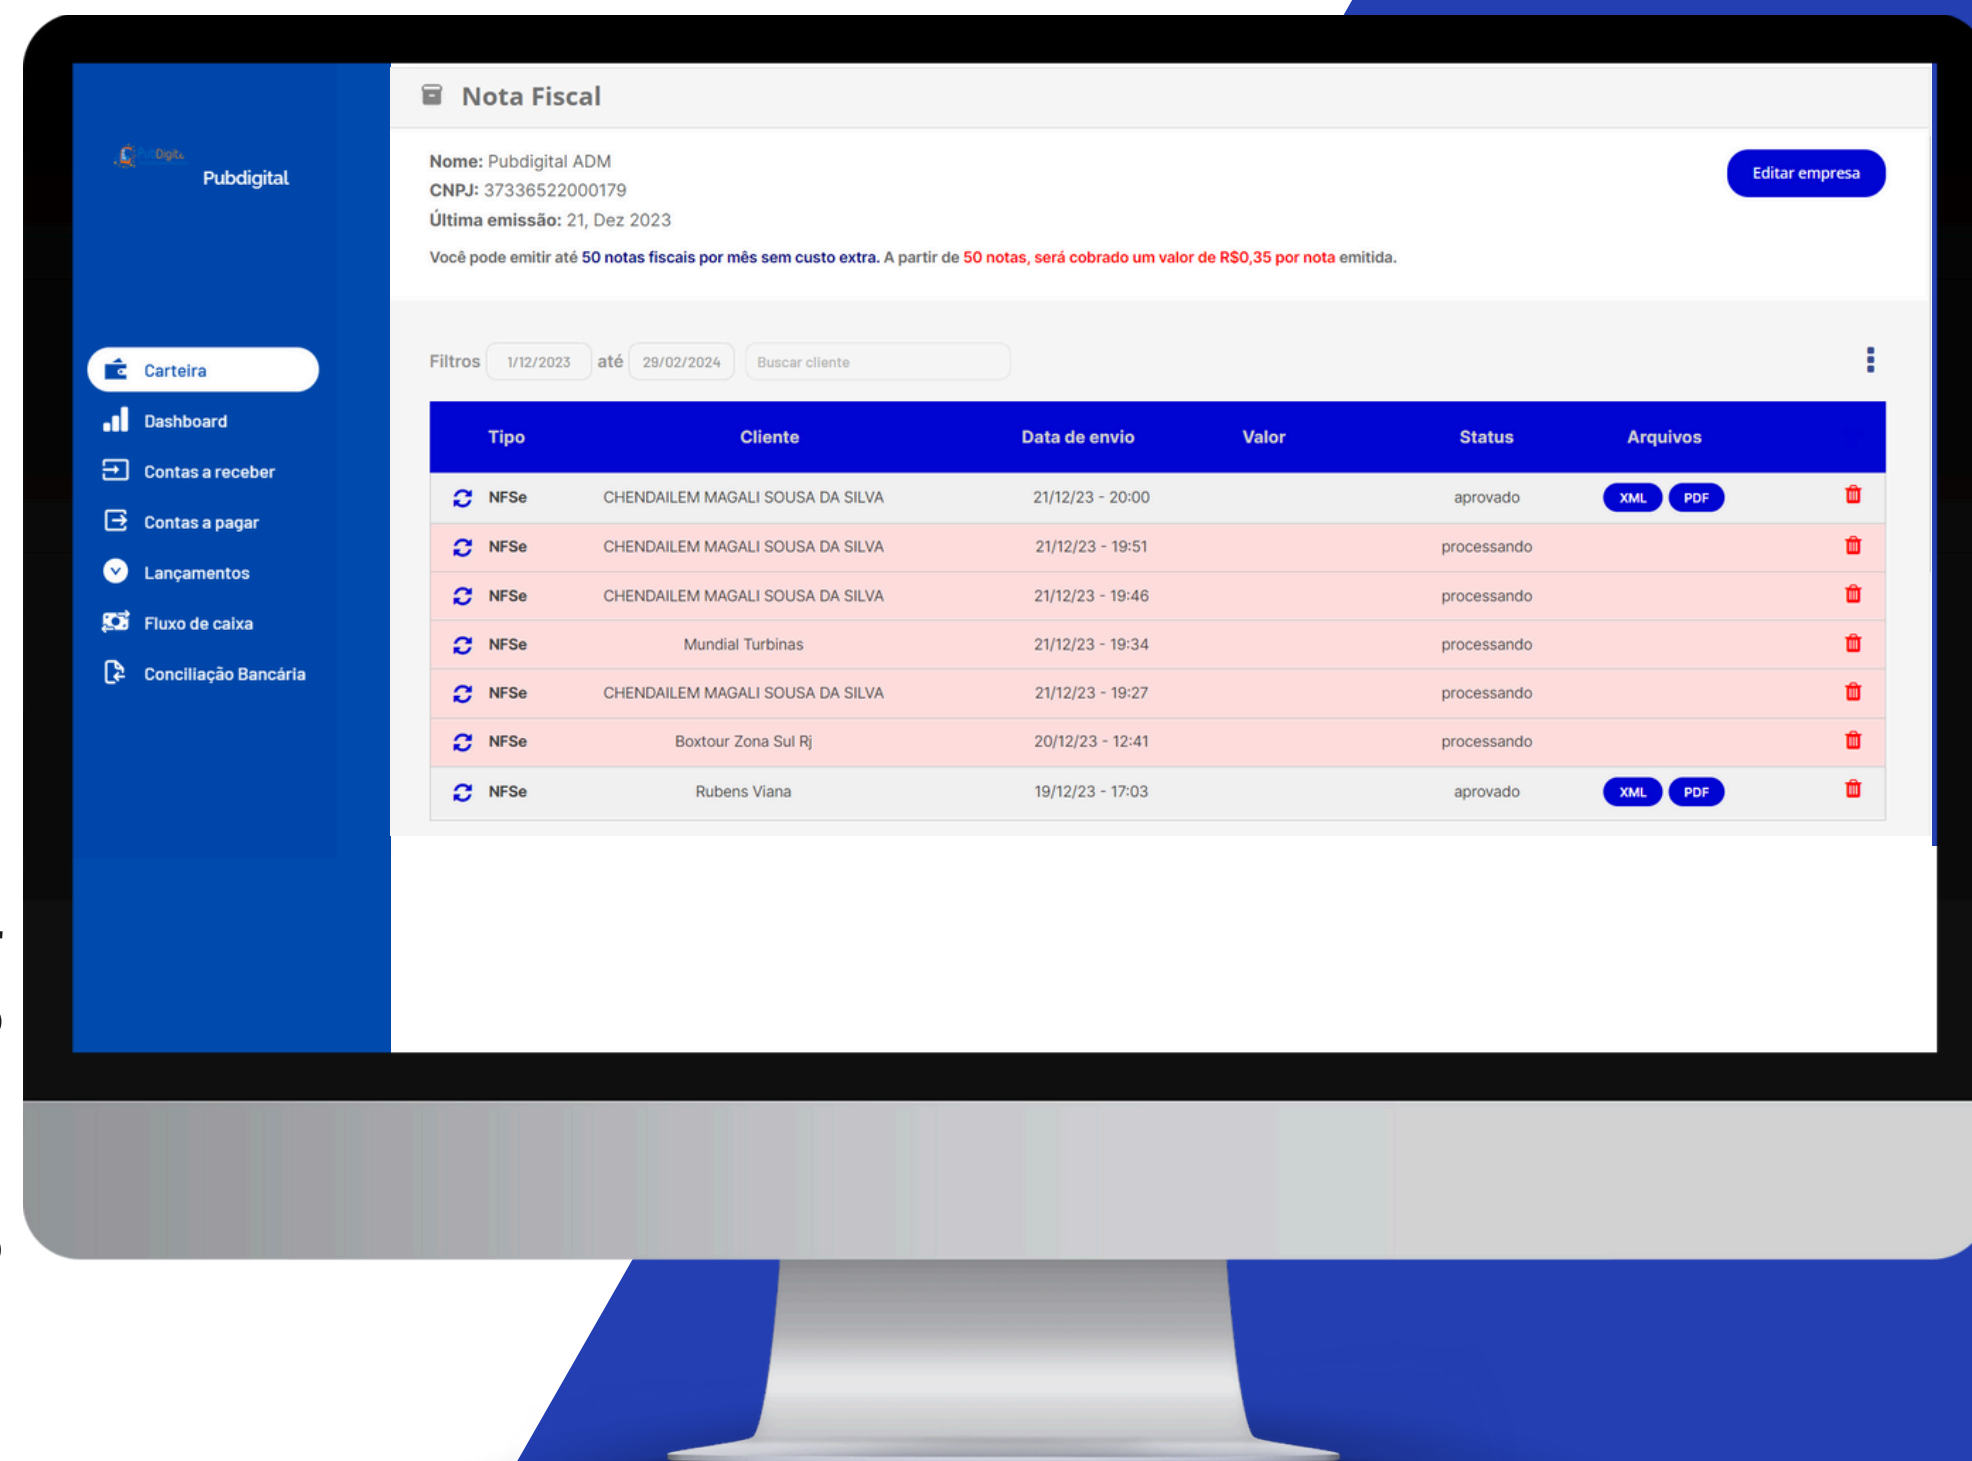 Nota Fiscal
Pubdigital
Nome: Pubdigital ADM
CNPJ: 37336522000179
Última emissão: 21, Dez 2023
Você pode emitir até 50 notas fiscais por mês sem custo extra. A partir de 50 notas, será cobrado um valor de R$0,35 por nota emitida.
Editar empresa
Carteira
Dashboard
Contas a receber
Contas a pagar
Lançamentos
Fluxo de caixa
Conciliação Bancária
Filtros 1/12/2023 até 29/02/2024 Buscar cliente
Tipo Cliente Data de envio Valor Status Arquivos
NFSe CHENDAILEM MAGALI SOUSA DA SILVA 21/12/23 - 20:00 aprovado XML PDF
NFSe CHENDAILEM MAGALI SOUSA DA SILVA 21/12/23 - 19:51 processando
NFSe CHENDAILEM MAGALI SOUSA DA SILVA 21/12/23 - 19:46 processando
NFSe Mundial Turbinas 21/12/23 - 19:34 processando
NFSe CHENDAILEM MAGALI SOUSA DA SILVA 21/12/23 - 19:27 processando
NFSe Boxtour Zona Sul Rj 20/12/23 - 12:41 processando
NFSe Rubens Viana 19/12/23 - 17:03 aprovado XML PDF